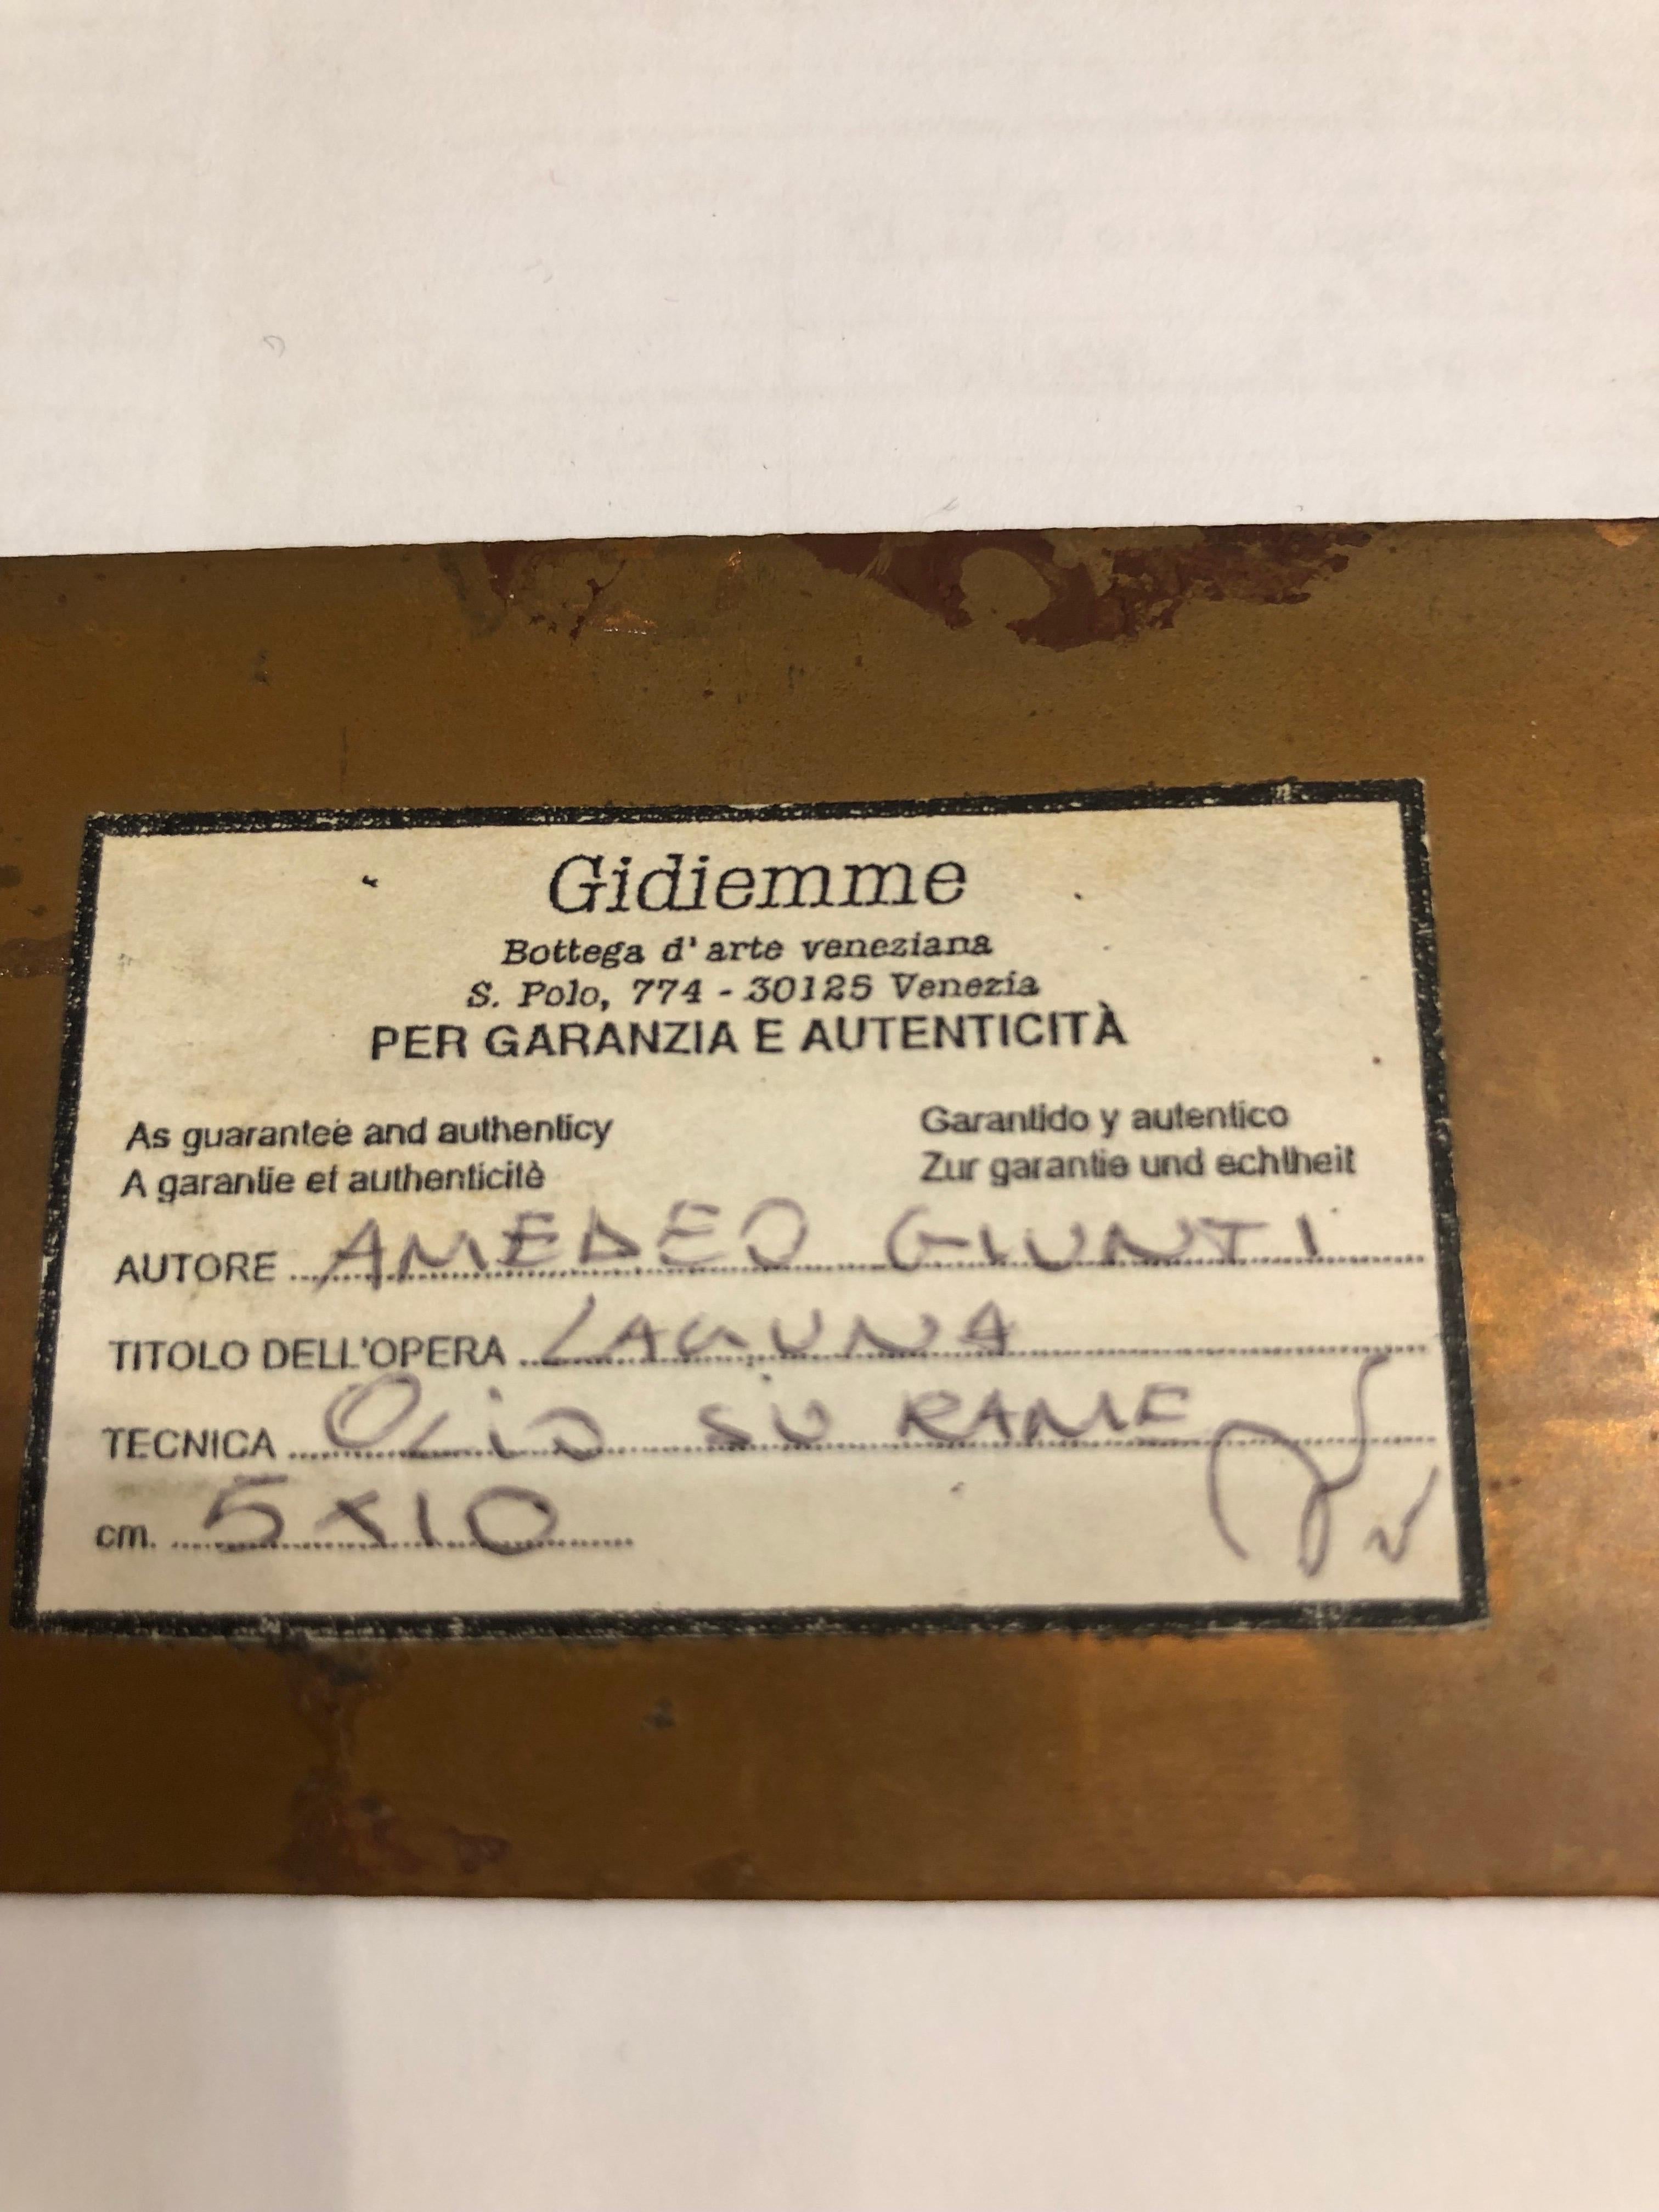 Gidiemme
Bottega d'arte veneziana
S. Polo, 774 - 30125 Venezia
PER GARANZIA E AUTENTICITÀ
As guarantee and authenticy
A garantie et authenticitè
Garantido y autentico
Zur garantie und echtheit
AUTORE AMEDEO GIUNTI
TITOLO DELL'OPERA LAGUNA
TECNICA OLiO SU RAME
cm. 5x10